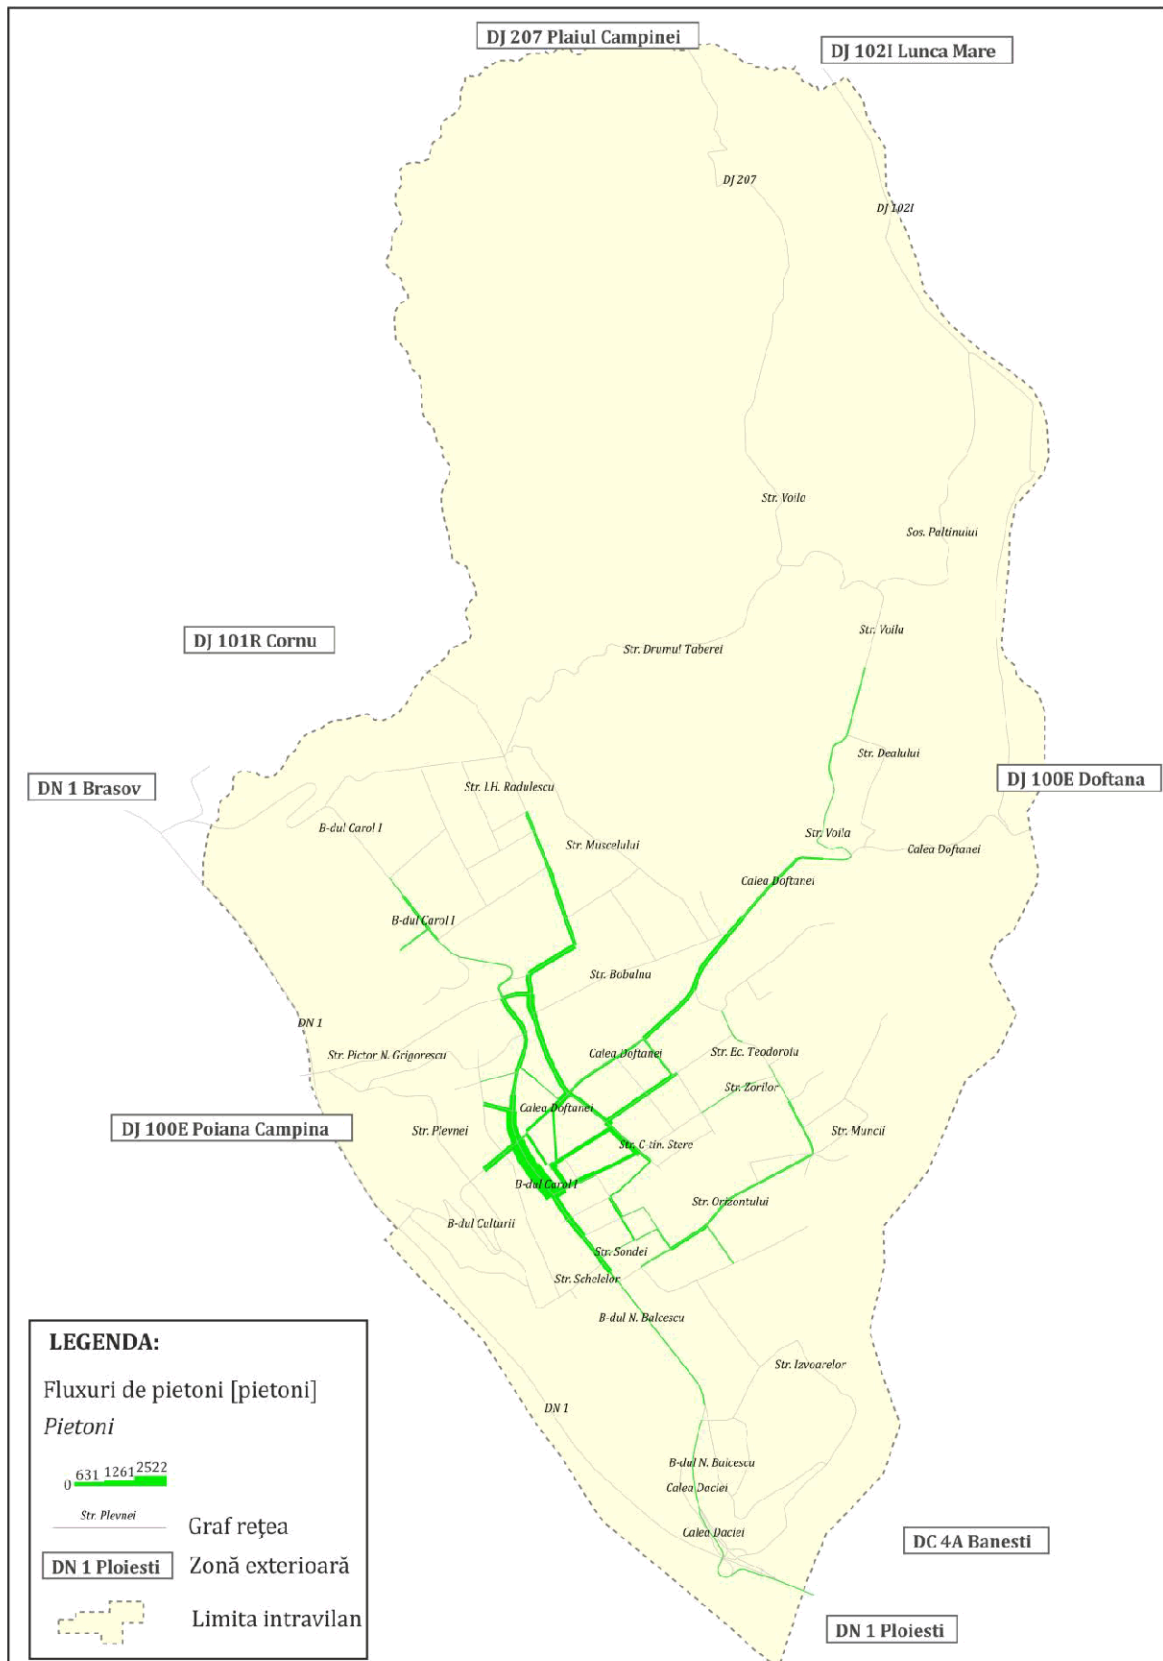 DJ 207 Plaiul Campinei
DJ 102I Lunca Mare
DJ 207
DJ 102I
Str. Voila
Sos. Paltinului
Str. Voila
DJ 101R Cornu
Str. Drumul Taberei
Str. Dealului
DN 1 Brasov
Str. I.H. Radulescu
DJ 100E Doftana
B-dul Carol I
Str. Voila
Str. Muscelului
Calea Doftanei
Calea Doftanei
B-dul Carol I
Str. Bobalna
DN 1
Str. Pictor N. Grigorescu
Calea Doftanei
Str. Ec. Teodoroiu
Str. Zorilor
Calea Doftanei
DJ 100E Poiana Campina
Str. Plevnei
Str. Muncii
Str. C-tin. Stere
B-dul Carol I
Str. Orizontului
B-dul Culturii
Str. Sondei
Str. Schelelor
B-dul N. Balcescu
LEGENDA:
Str. Izvoarelor
Fluxuri de pietoni [pietoni]
DN 1
Pietoni
B-dul N. Balcescu
0 631 1261 2522
Calea Daciei
Str. Plevnei
Graf rețea
Calea Daciei
DC 4A Banesti
DN 1 Ploiesti
Zonă exterioară
Limita intravilan
DN 1 Ploiesti